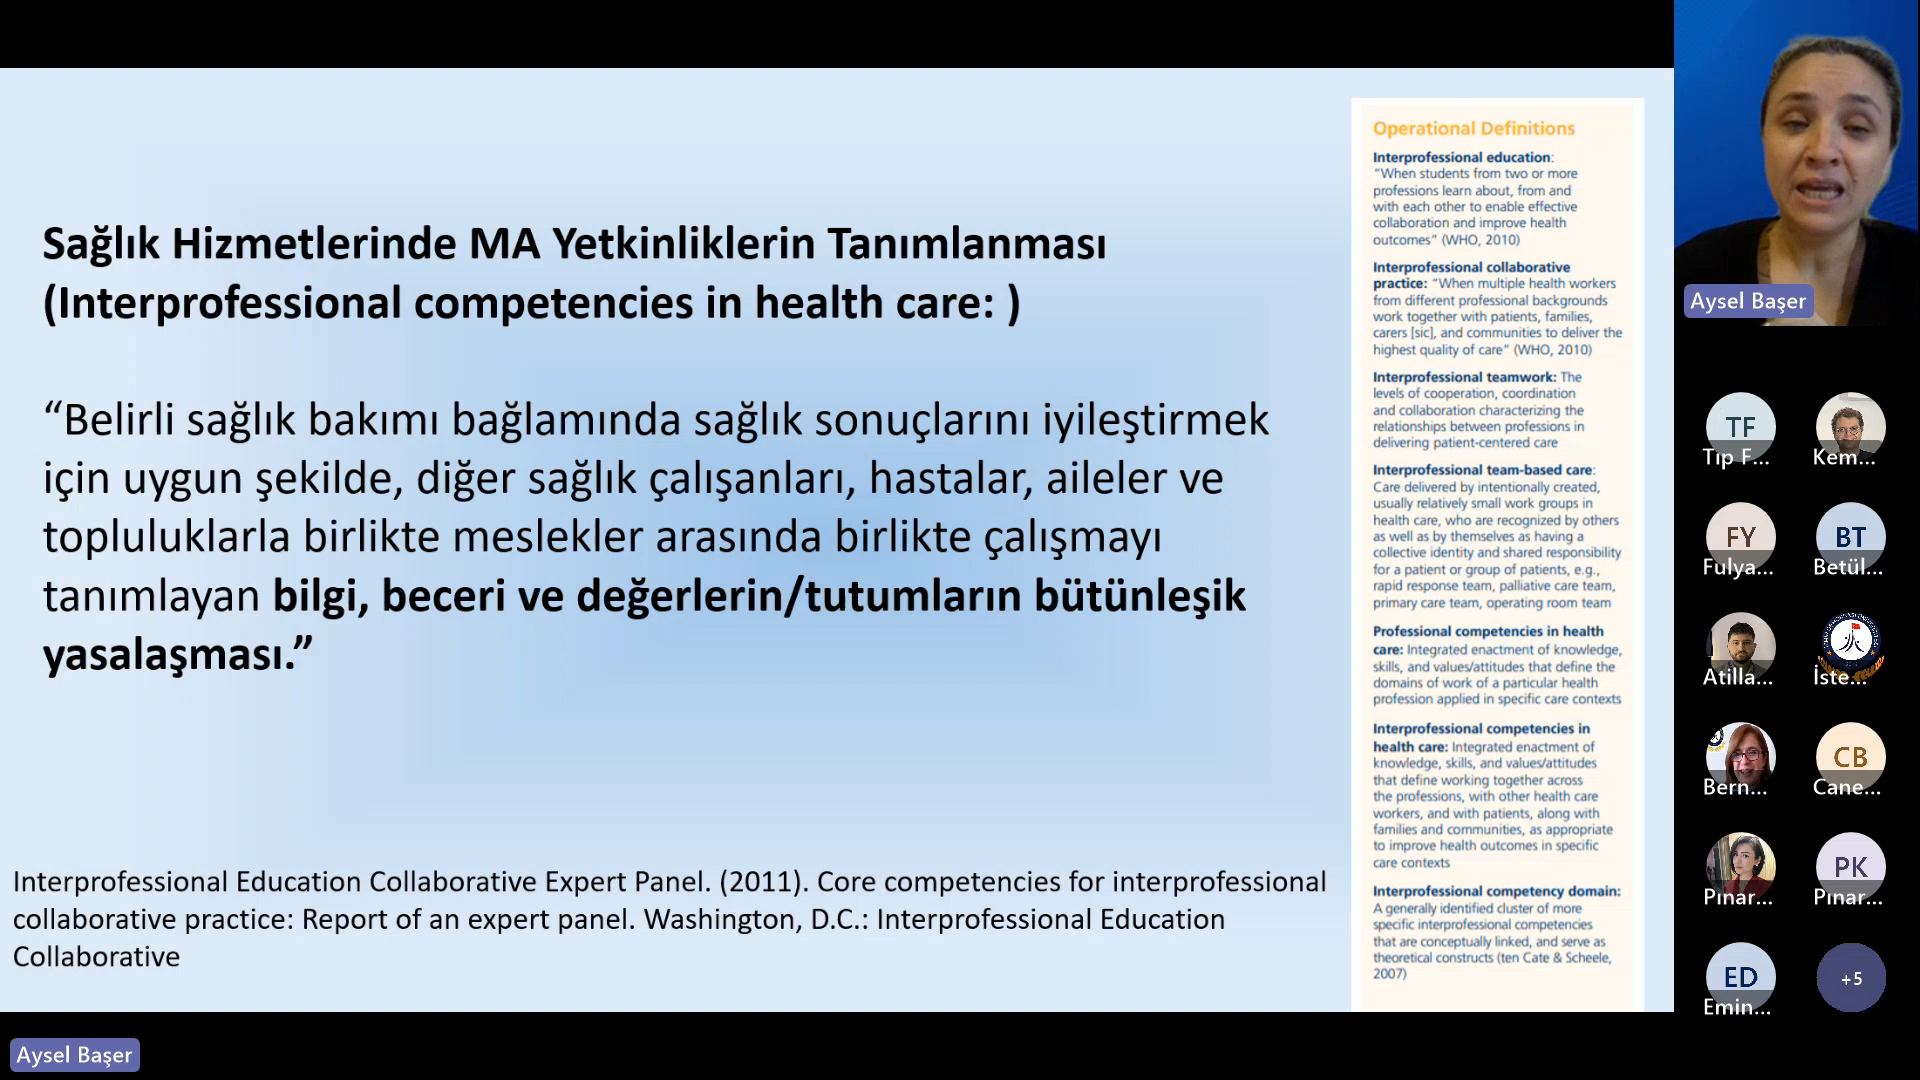 Sağlık Hizmetlerinde MA Yetkinliklerin Tanımlanması
(Interprofessional competencies in health care: )
“Belirli sağlık bakımı bağlamında sağlık sonuçlarını iyileştirmek
için uygun şekilde, diğer sağlık çalışanları, hastalar, aileler ve
topluluklarla birlikte meslekler arasında birlikte çalışmayı
tanımlayan bilgi, beceri ve değerlerin/tutumların bütünleşik
yasalaşması.”
Interprofessional Education Collaborative Expert Panel. (2011). Core competencies for interprofessional
collaborative practice: Report of an expert panel. Washington, D.C.: Interprofessional Education
Collaborative
Operational Definitions
Interprofessional education:
“When students from two or more
professions learn about, from and
with each other to enable effective
collaboration and improve health
outcomes” (WHO, 2010)
Interprofessional collaborative
practice: “When multiple health workers
from different professional backgrounds
work together with patients, families,
carers [sic], and communities to deliver the
highest quality of care” (WHO, 2010)
Interprofessional teamwork: The
levels of cooperation, coordination
and collaboration characterizing the
relationships between professions in
delivering patient-centered care
Interprofessional team-based care:
Care delivered by intentionally created,
usually relatively small work groups in
health care, who are recognized by others
as well as by themselves as having a
collective identity and shared responsibility
for a patient or group of patients, e.g.,
rapid response team, palliative care team,
primary care team, operating room team
Professional competencies in health
care: Integrated enactment of knowledge,
skills, and values/attitudes that define the
domains of work of a particular health
profession applied in specific care contexts
Interprofessional competencies in
health care: Integrated enactment of
knowledge, skills, and values/attitudes
that define working together across
the professions, with other health care
workers, and with patients, along with
families and communities, as appropriate
to improve health outcomes in specific
care contexts
Interprofessional competency domain:
A generally identified cluster of more
specific interprofessional competencies
that are conceptually linked, and serve as
theoretical constructs (ten Cate & Scheele,
2007)
Aysel Başer
TF
Tıp F...
Kem...
FY
Fulya...
BT
Betül...
Atilla...
İste...
Bern...
CB
Cane...
Pınar...
PK
Pınar...
ED
Emin...
+5
Aysel Başer